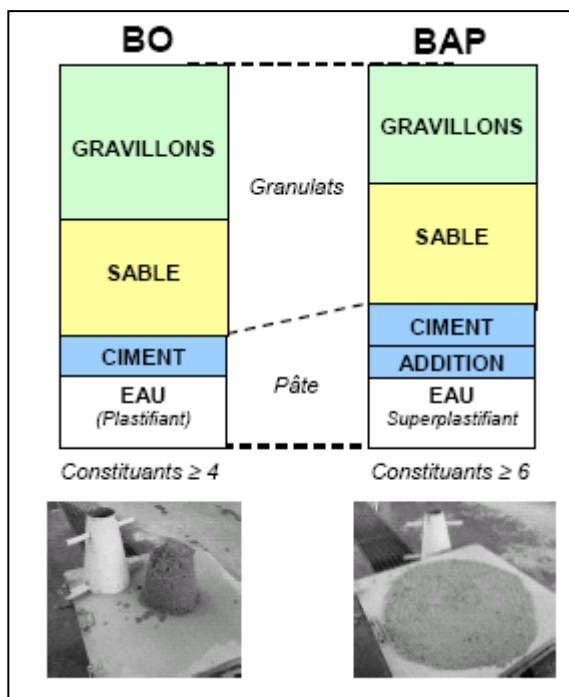 BO
BAP
GRAVILLONS
GRAVILLONS
Granulats
SABLE
SABLE
CIMENT
CIMENT
ADDITION
Pâte
EAU
(Plastifiant)
EAU
Superplastifiant
Constituants ≥ 4
Constituants ≥ 6